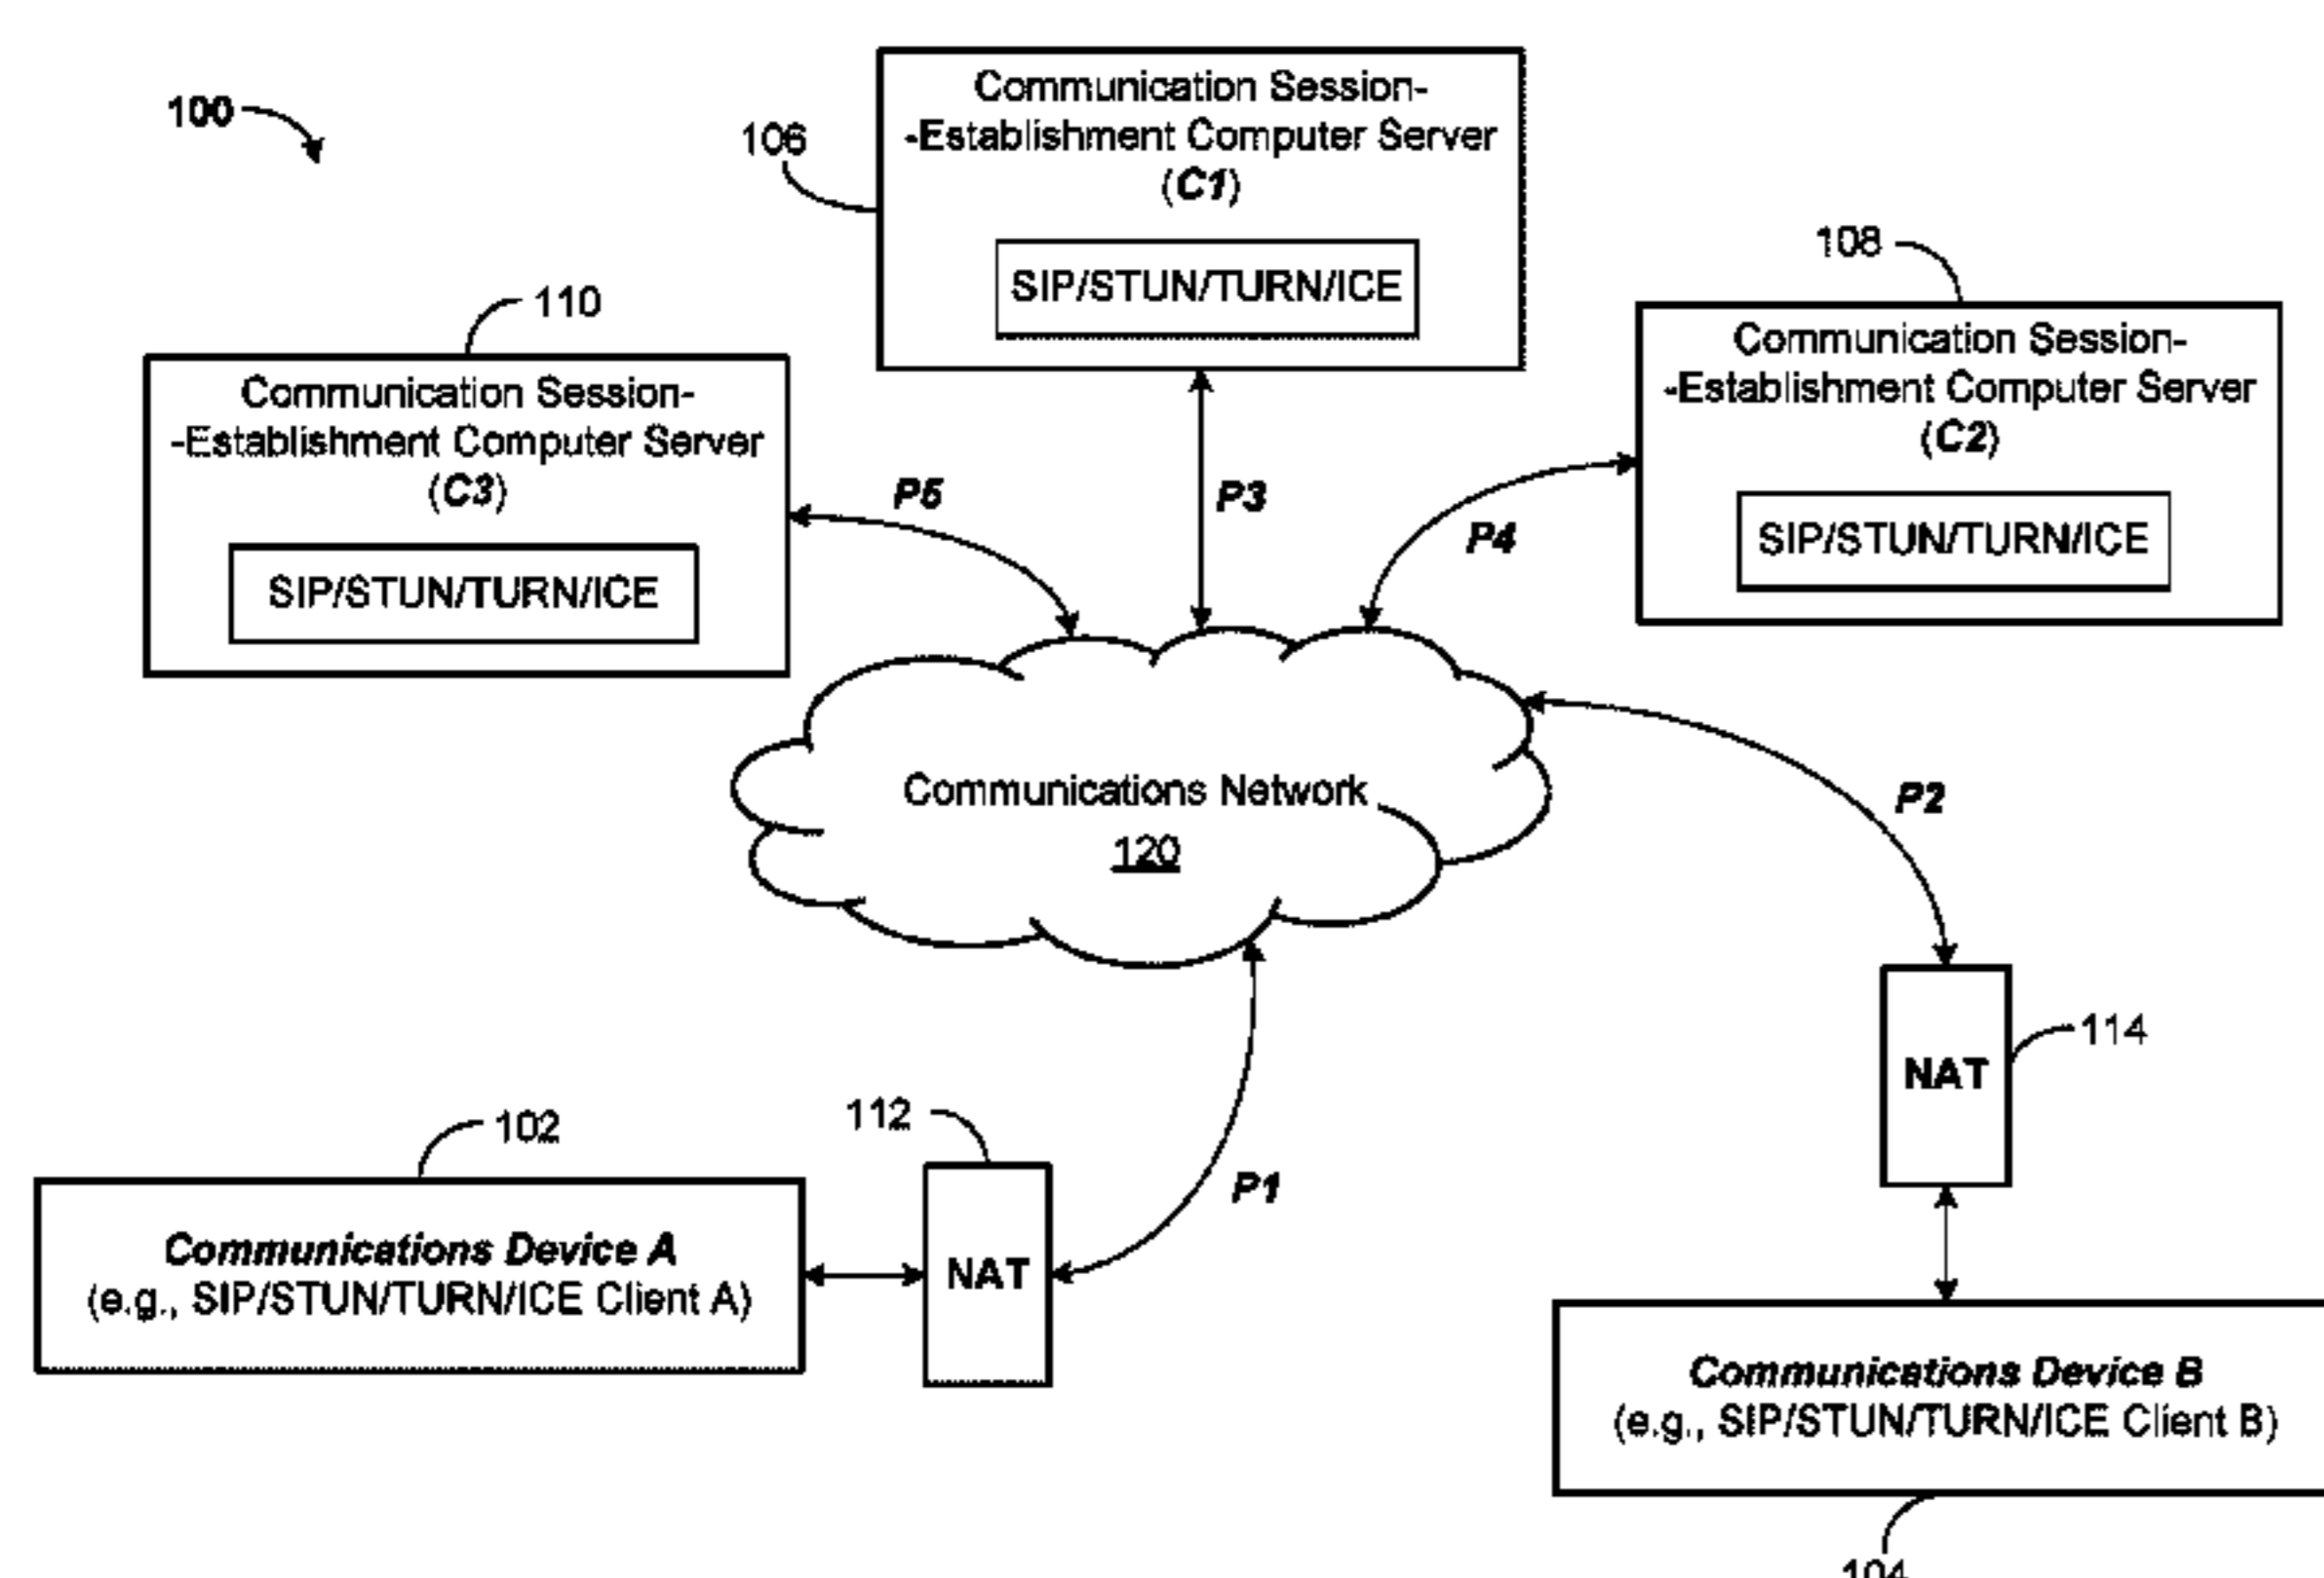 100
106
Communication Session-
-Establishment Computer Server
(C1)
SIP/STUN/TURN/ICE
108
Communication Session-
-Establishment Computer Server
(C2)
SIP/STUN/TURN/ICE
110
Communication Session-
-Establishment Computer Server
(C3)
SIP/STUN/TURN/ICE
P5
P3
P4
Communications Network
120
P2
P1
114
NAT
102
112
Communications Device A
(e.g., SIP/STUN/TURN/ICE Client A)
NAT
Communications Device B
(e.g., SIP/STUN/TURN/ICE Client B)
104